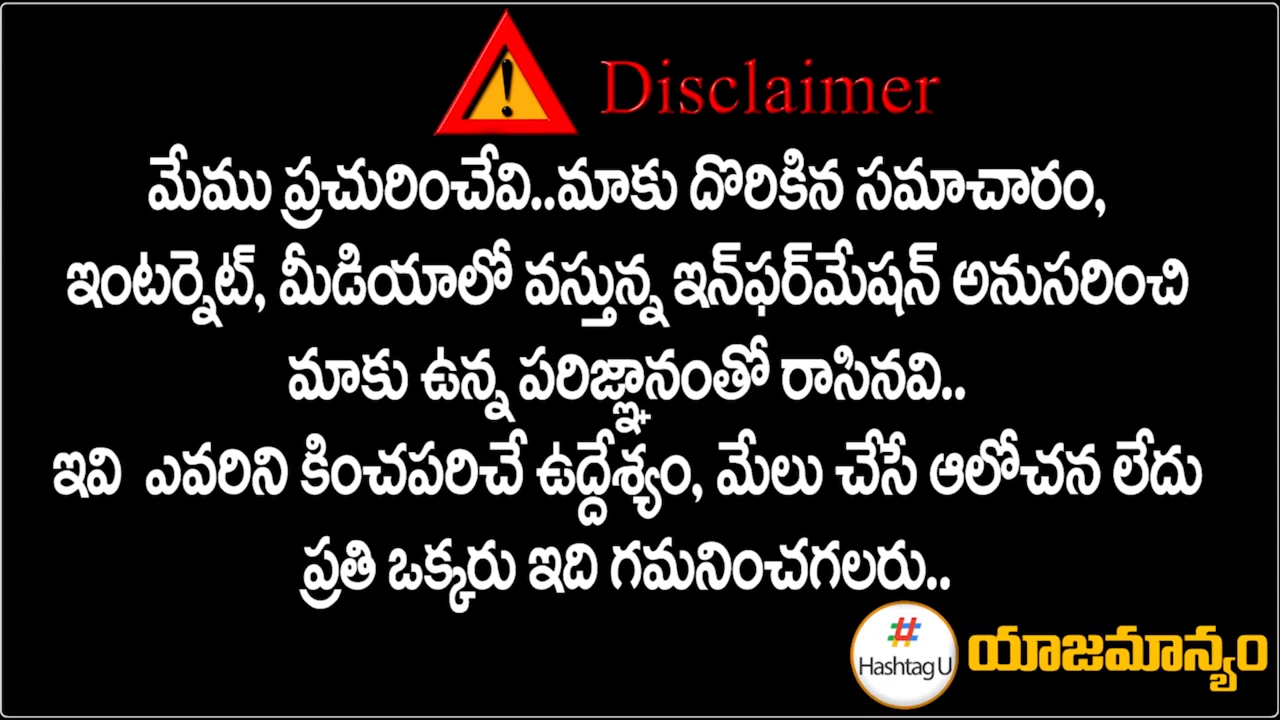 Disclaimer
మేము ప్రచురించేవి..మాకు దొరికిన సమాచారం,
ఇంటర్నెట్, మీడియాలో వస్తున్న ఇన్‌ఫర్‌మేషన్ అనుసరించి
మాకు ఉన్న పరిజ్ఞానంతో రాసినవి..
ఇవి ఎవరిని కించపరిచే ఉద్దేశ్యం, మేలు చేసే ఆలోచన లేదు
ప్రతి ఒక్కరు ఇది గమనించగలరు..
# Hashtag U యాజమాన్యం